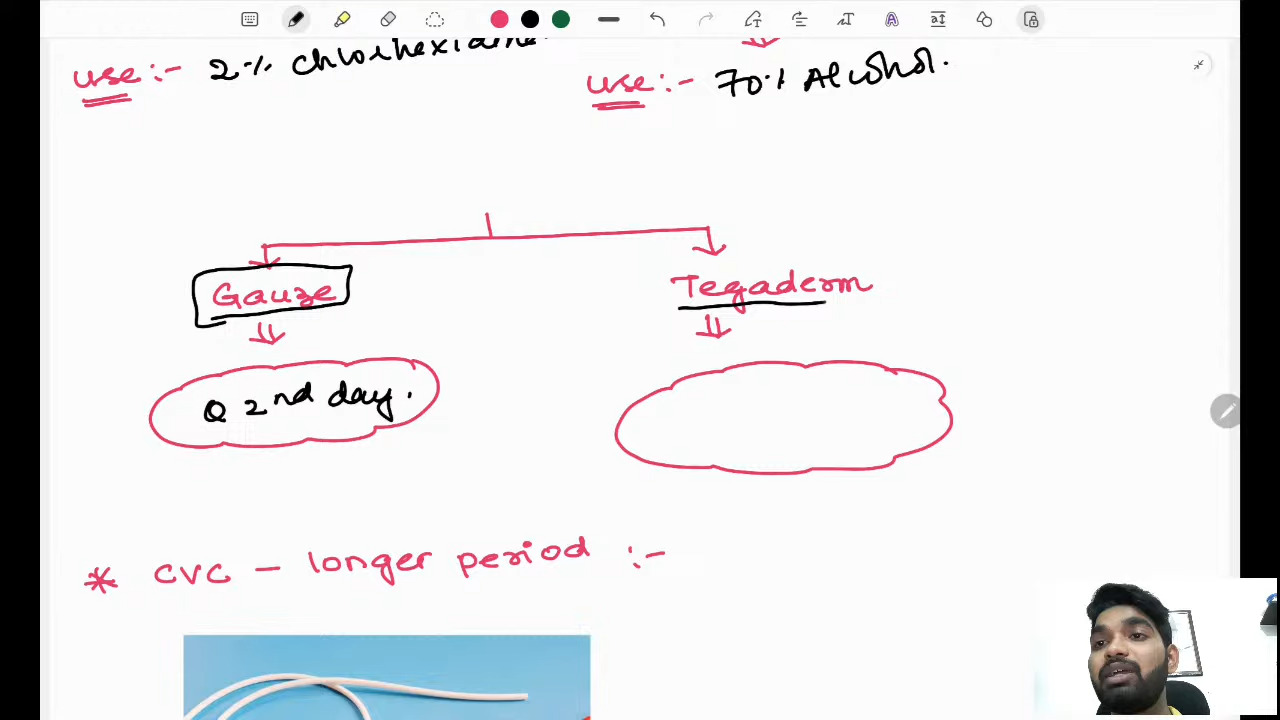 use :- 2 % chlorhexidine
use :- 70 % Alcohol.
Gauze
Tegaderm
Q 2nd day.
* CVC - longer period :-